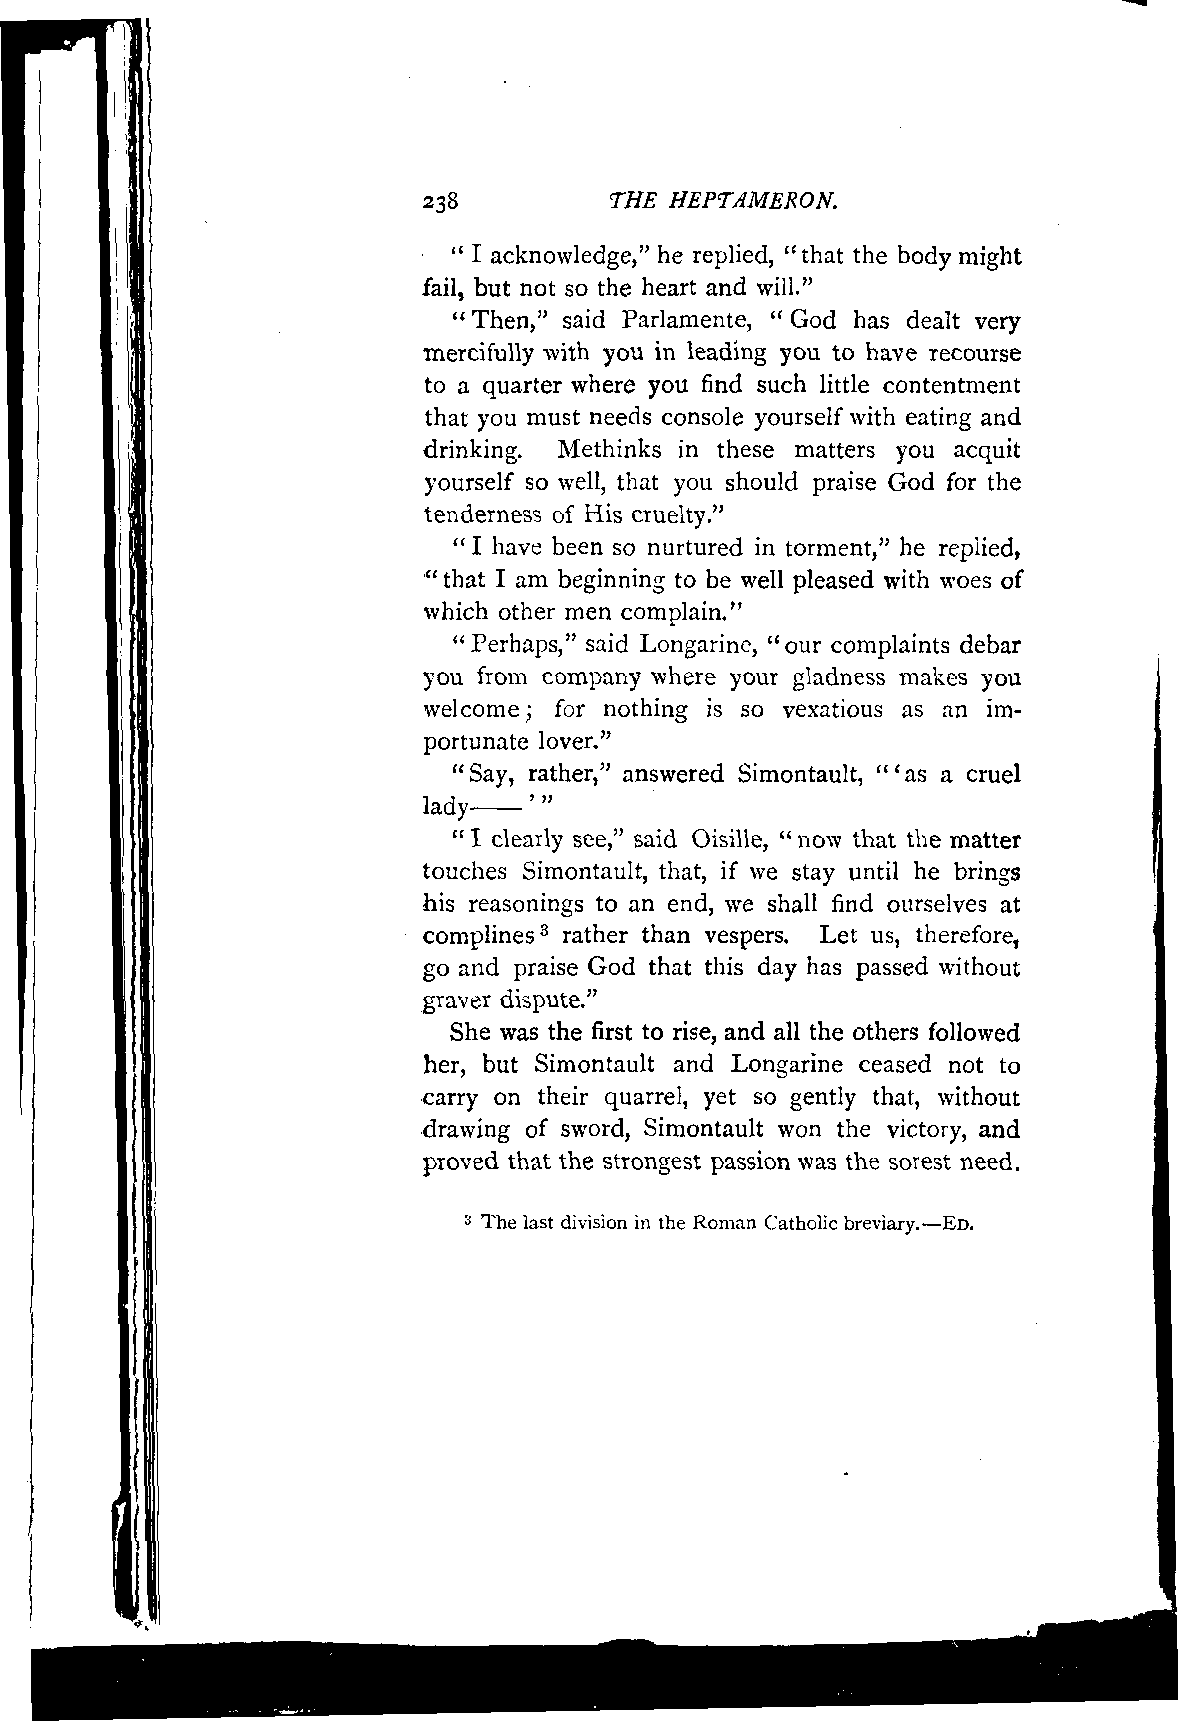 238 THE HEPTAMERON.
“ I acknowledge,” he replied, “that the body might
fail, but not so the heart and will.”
“ Then,” said Parlamente, “ God has dealt very
mercifully with you in leading you to have recourse
to a quarter where you find such little contentment
that you must needs console yourself with eating and
drinking. Methinks in these matters you acquit
yourself so well, that you should praise God for the
tenderness of His cruelty.”
“ I have been so nurtured in torment,” he replied,
“ that I am beginning to be well pleased with woes of
which other men complain.”
“ Perhaps,” said Longarine, “our complaints debar
you from company where your gladness makes you
welcome; for nothing is so vexatious as an im-
portunate lover.”
“Say, rather,” answered Simontault, “‘as a cruel
lady——’”
“ I clearly see,” said Oisille, “now that the matter
touches Simontault, that, if we stay until he brings
his reasonings to an end, we shall find ourselves at
complines³ rather than vespers. Let us, therefore,
go and praise God that this day has passed without
graver dispute.”
She was the first to rise, and all the others followed
her, but Simontault and Longarine ceased not to
carry on their quarrel, yet so gently that, without
drawing of sword, Simontault won the victory, and
proved that the strongest passion was the sorest need.
³ The last division in the Roman Catholic breviary.—ED.